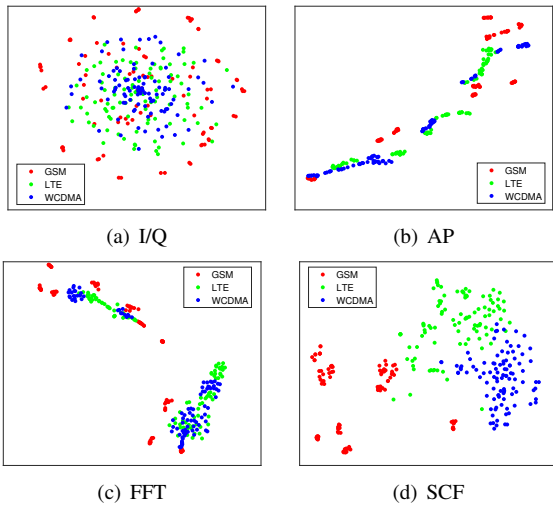 GSM
LTE
WCDMA
(a) I/Q
GSM
LTE
WCDMA
(b) AP
GSM
LTE
WCDMA
(c) FFT
GSM
LTE
WCDMA
(d) SCF